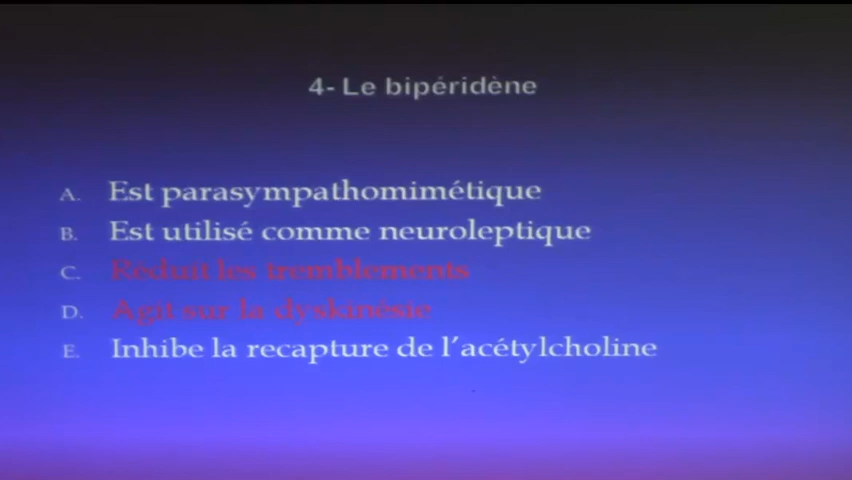 4- Le bipéridène
A. Est parasympathomimétique
B. Est utilisé comme neuroleptique
C. Réduit les tremblements
D. Agit sur la dyskinésie
E. Inhibe la recapture de l'acétylcholine